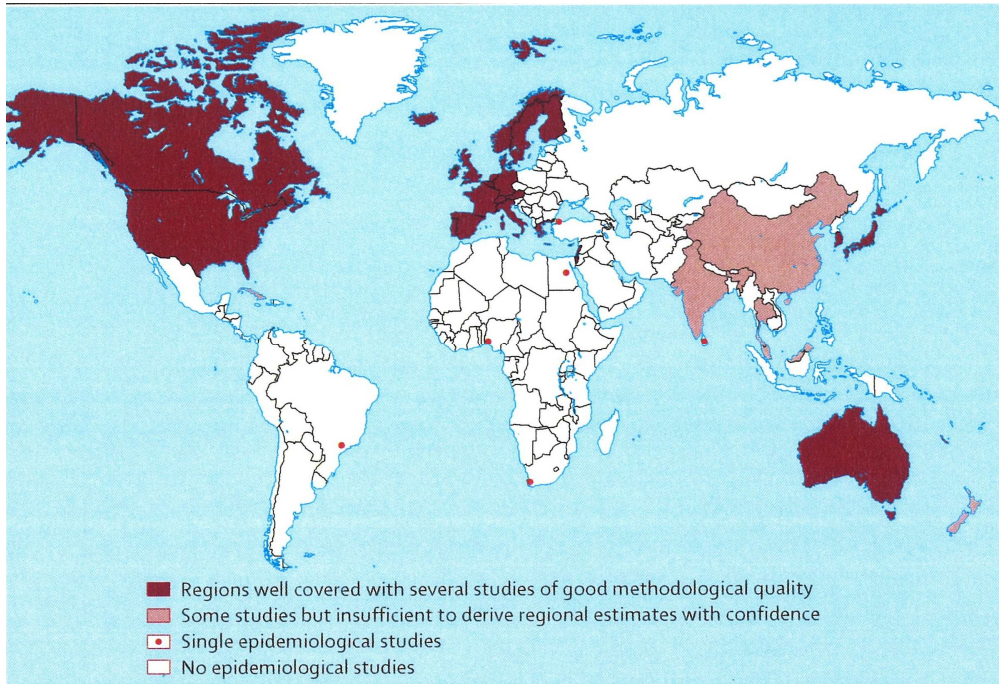 Regions well covered with several studies of good methodological quality
Some studies but insufficient to derive regional estimates with confidence
Single epidemiological studies
No epidemiological studies